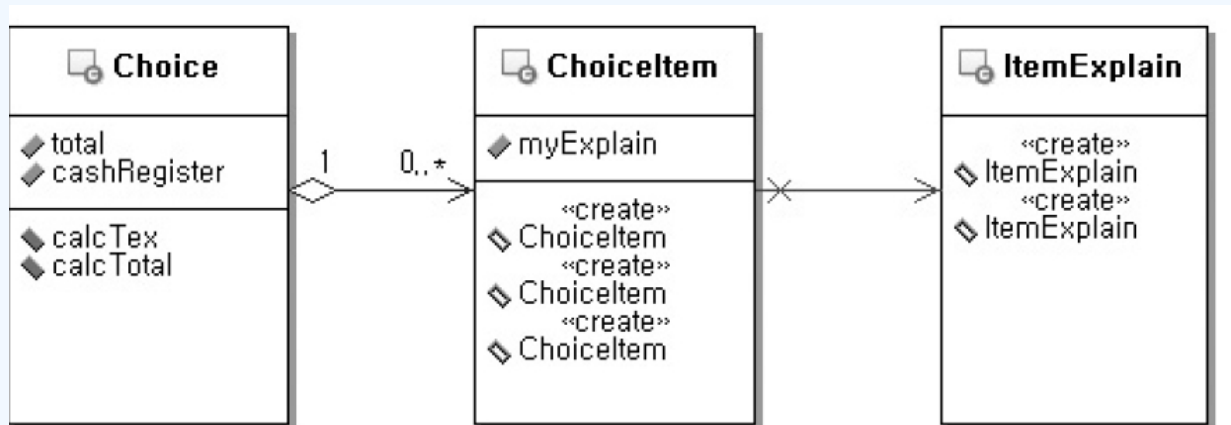 Choice
total
cashRegister
calcTex
calcTotal
1
0..*
ChoiceItem
myExplain
«create»
ChoiceItem
«create»
ChoiceItem
«create»
ChoiceItem
ItemExplain
«create»
ItemExplain
«create»
ItemExplain